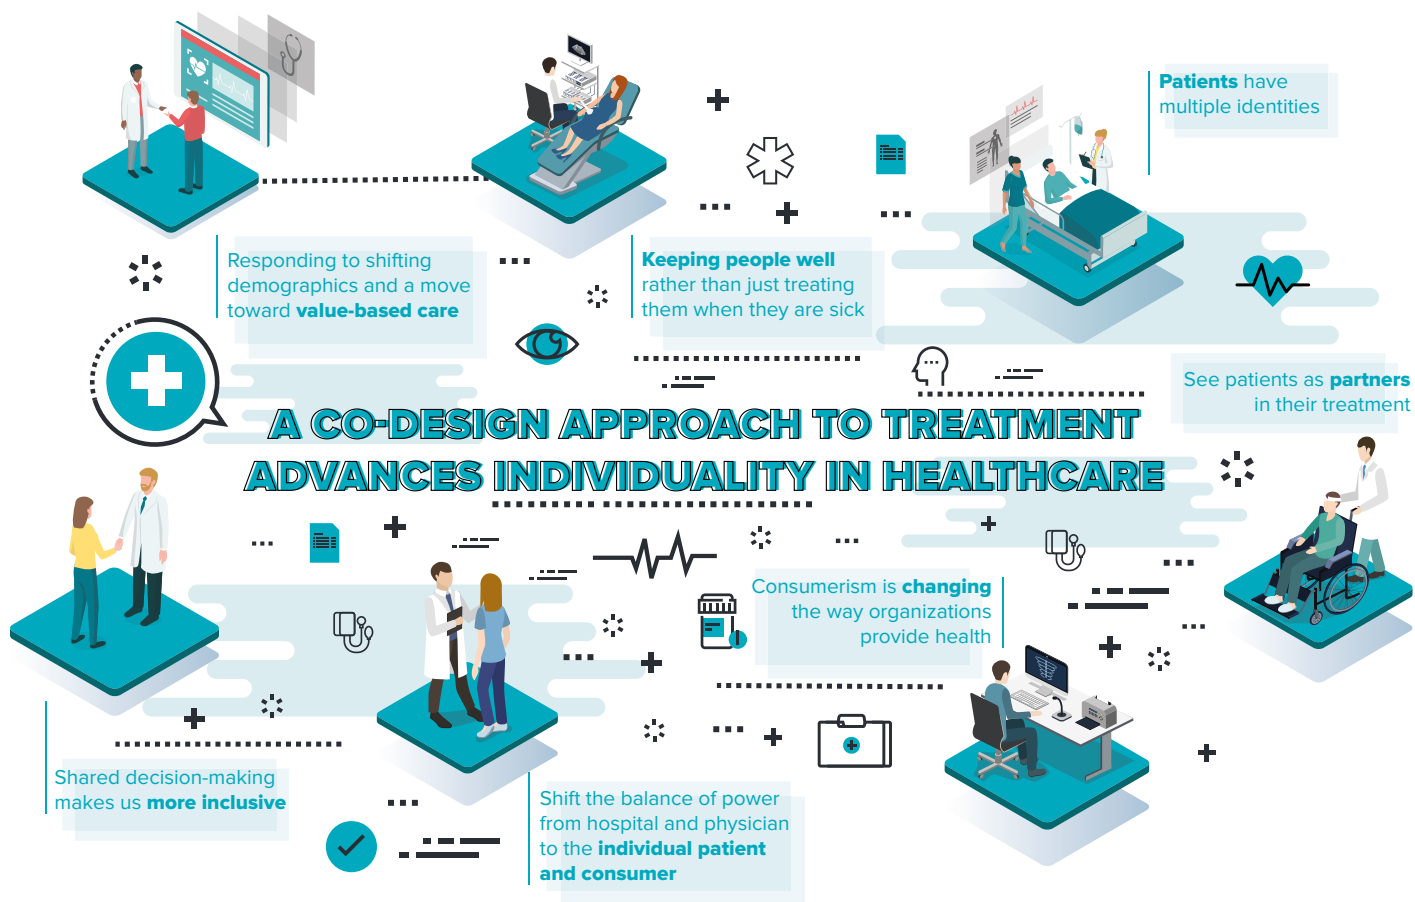 Patients have
multiple identities
Responding to shifting
demographics and a move
toward value-based care
Keeping people well
rather than just treating
them when they are sick
See patients as partners
in their treatment
A CO-DESIGN APPROACH TO TREATMENT
ADVANCES INDIVIDUALITY IN HEALTHCARE
Consumerism is changing
the way organizations
provide health
Shared decision-making
makes us more inclusive
Shift the balance of power
from hospital and physician
to the individual patient
and consumer